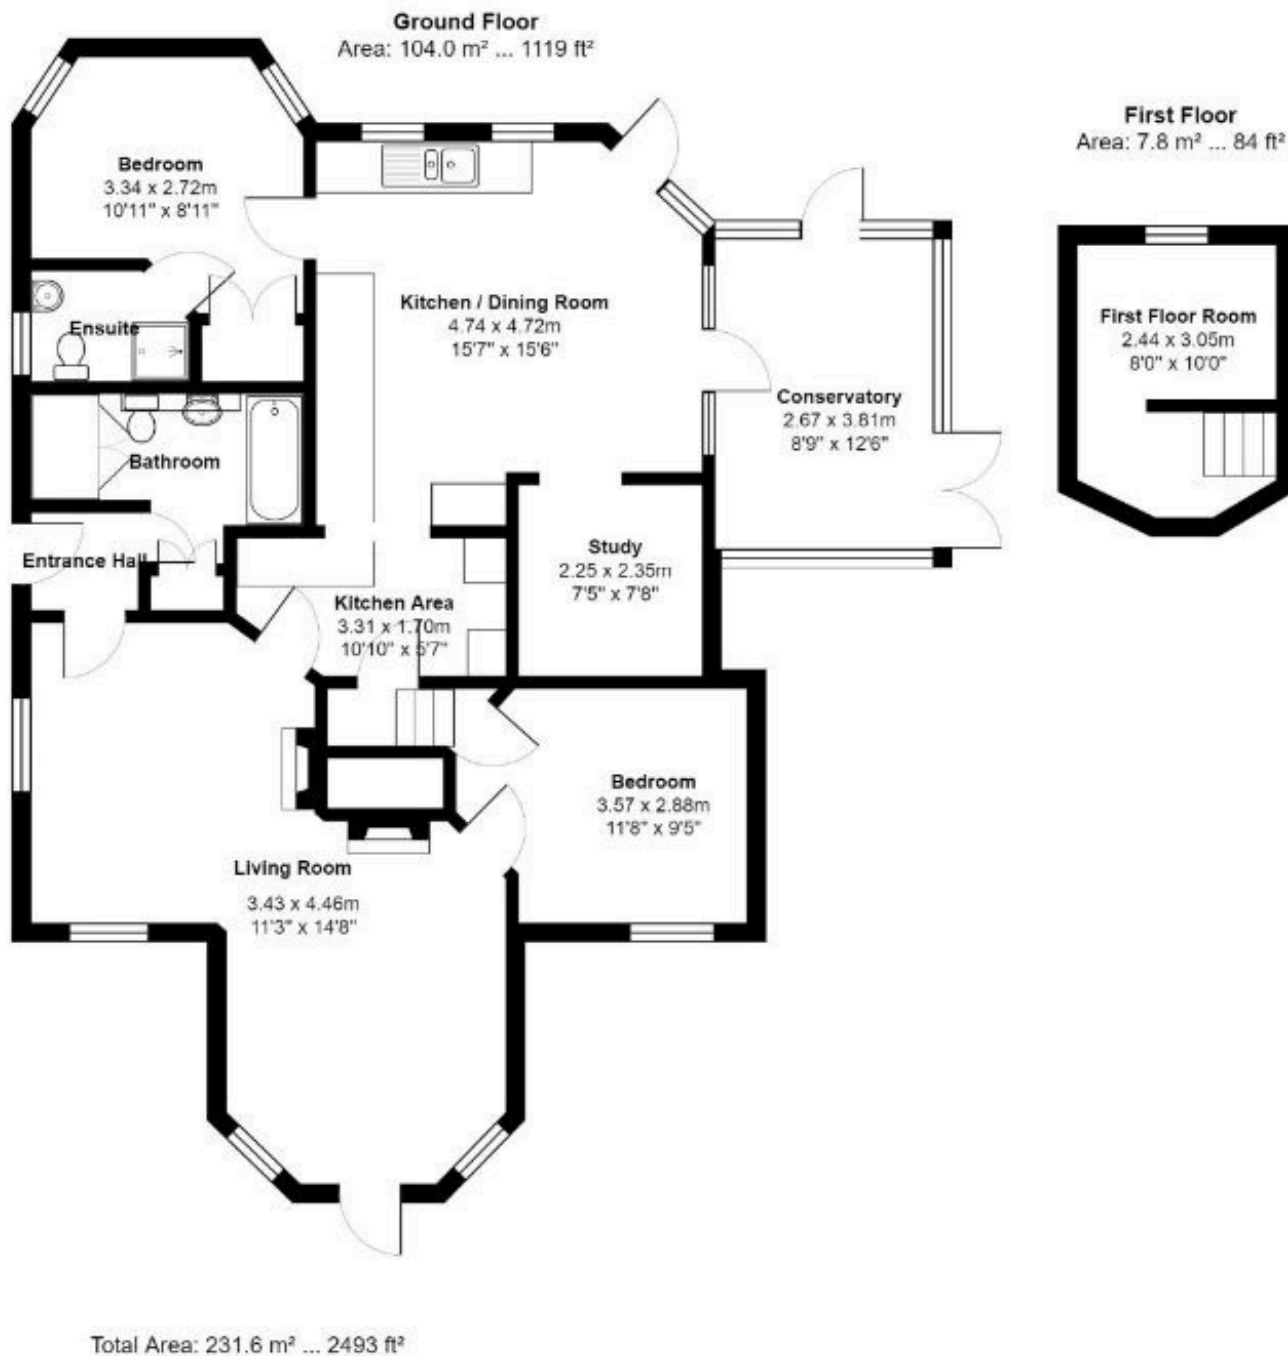 Ground Floor
Area: 104.0 m² ... 1119 ft²
First Floor
Area: 7.8 m² ... 84 ft²
Bedroom
3.34 x 2.72m
10'11" x 8'11"
Ensuite
Kitchen / Dining Room
4.74 x 4.72m
15'7" x 15'6"
First Floor Room
2.44 x 3.05m
8'0" x 10'0"
Conservatory
2.67 x 3.81m
8'9" x 12'6"
Bathroom
Entrance Hall
Study
2.25 x 2.35m
7'5" x 7'8"
Kitchen Area
3.31 x 1.70m
10'10" x 5'7"
Bedroom
3.57 x 2.88m
11'8" x 9'5"
Living Room
3.43 x 4.46m
11'3" x 14'8"
Total Area: 231.6 m² ... 2493 ft²